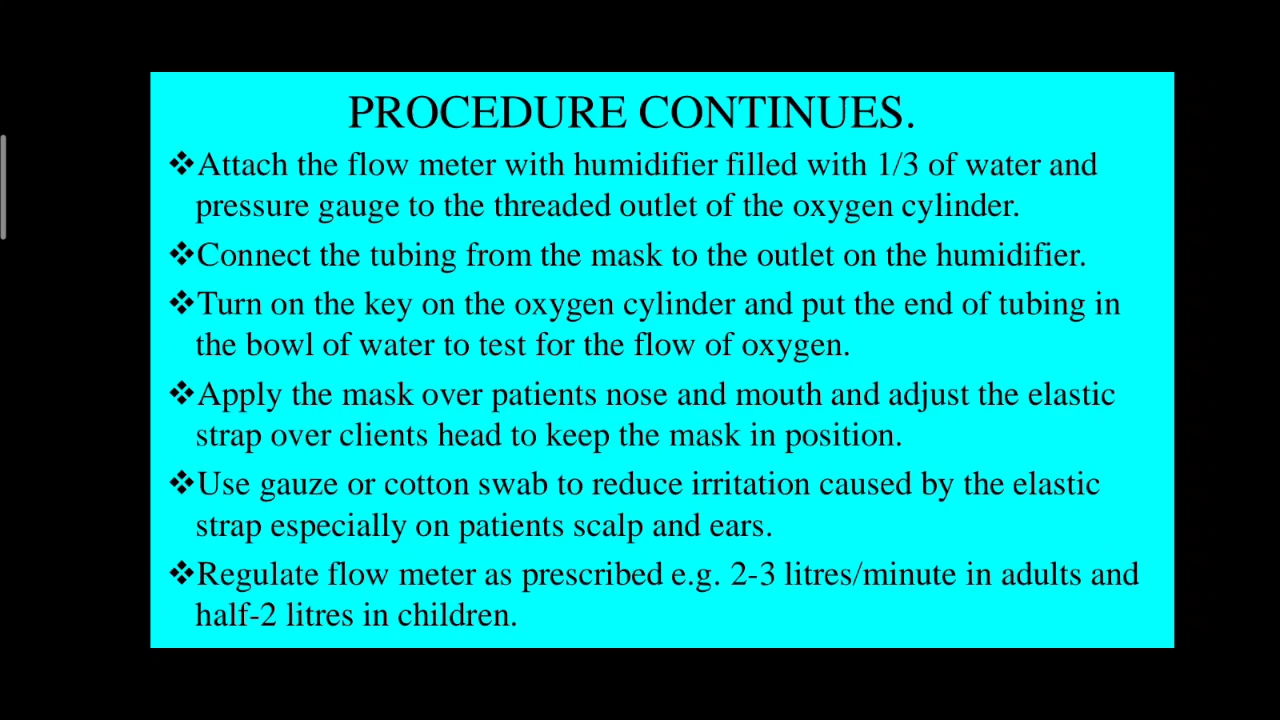 PROCEDURE CONTINUES.
❖Attach the flow meter with humidifier filled with 1/3 of water and
pressure gauge to the threaded outlet of the oxygen cylinder.
❖Connect the tubing from the mask to the outlet on the humidifier.
❖Turn on the key on the oxygen cylinder and put the end of tubing in
the bowl of water to test for the flow of oxygen.
❖Apply the mask over patients nose and mouth and adjust the elastic
strap over clients head to keep the mask in position.
❖Use gauze or cotton swab to reduce irritation caused by the elastic
strap especially on patients scalp and ears.
❖Regulate flow meter as prescribed e.g. 2-3 litres/minute in adults and
half-2 litres in children.